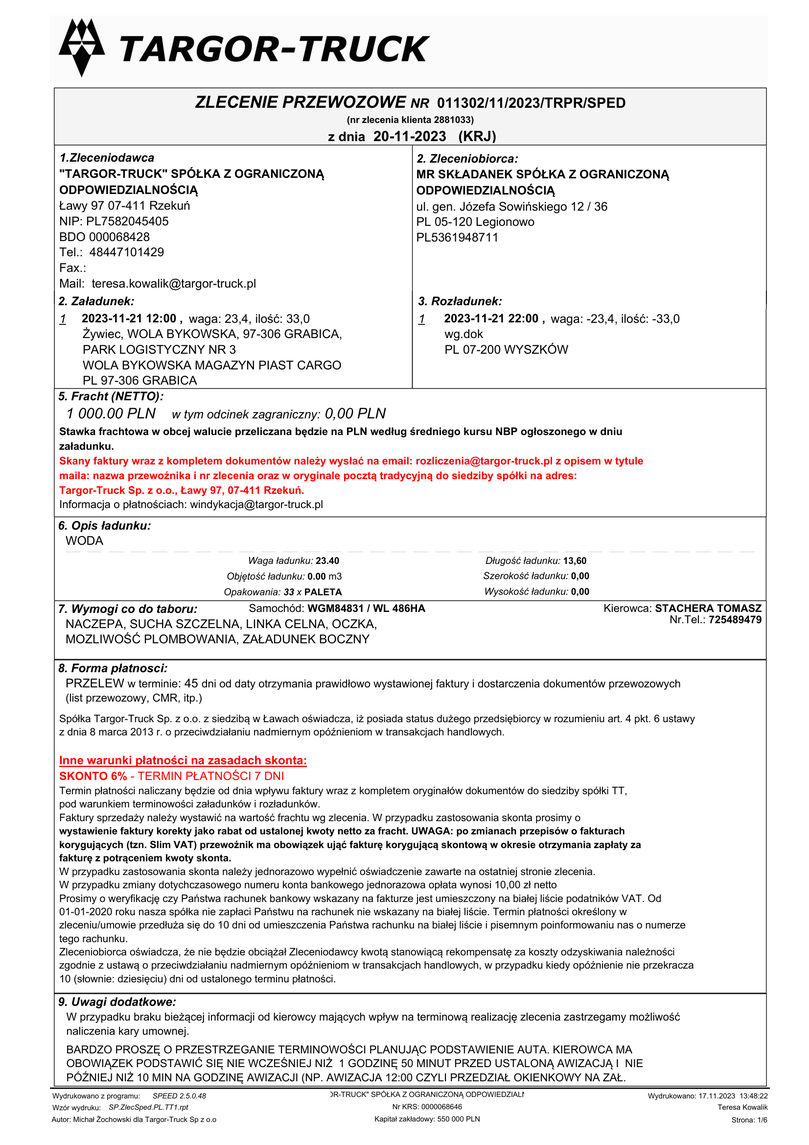 TARGOR-TRUCK
ZLECENIE PRZEWOZOWE NR 011302/11/2023/TRPR/SPED
(nr zlecenia klienta 2881033)
z dnia 20-11-2023 (KRJ)
1.Zleceniodawca
"TARGOR-TRUCK" SPÓŁKA Z OGRANICZONĄ
ODPOWIEDZIALNOŚCIĄ
Ławy 97 07-411 Rzekuń
NIP: PL7582045405
BDO 000068428
Tel.: 48447101429
Fax.:
Mail: teresa.kowalik@targor-truck.pl
2. Zleceniobiorca:
MR SKŁADANEK SPÓŁKA Z OGRANICZONĄ
ODPOWIEDZIALNOŚCIĄ
ul. gen. Józefa Sowińskiego 12 / 36
PL 05-120 Legionowo
PL5361948711
2. Załadunek:
1 2023-11-21 12:00 , waga: 23,4, ilość: 33,0
Żywiec, WOLA BYKOWSKA, 97-306 GRABICA,
PARK LOGISTYCZNY NR 3
WOLA BYKOWSKA MAGAZYN PIAST CARGO
PL 97-306 GRABICA
3. Rozładunek:
1 2023-11-21 22:00 , waga: -23,4, ilość: -33,0
wg.dok
PL 07-200 WYSZKÓW
5. Fracht (NETTO):
1 000.00 PLN w tym odcinek zagraniczny: 0,00 PLN
Stawka frachtowa w obcej walucie przeliczana będzie na PLN według średniego kursu NBP ogłoszonego w dniu
załadunku.
Skany faktury wraz z kompletem dokumentów należy wysłać na email: rozliczenia@targor-truck.pl z opisem w tytule
maila: nazwa przewoźnika i nr zlecenia oraz w oryginale pocztą tradycyjną do siedziby spółki na adres:
Targor-Truck Sp. z o.o., Ławy 97, 07-411 Rzekuń.
Informacja o płatnościach: windykacja@targor-truck.pl
6. Opis ładunku:
WODA
Waga ładunku: 23.40 Długość ładunku: 13,60
Objętość ładunku: 0.00 m3 Szerokość ładunku: 0,00
Opakowania: 33 x PALETA Wysokość ładunku: 0,00
7. Wymogi co do taboru: Samochód: WGM84831 / WL 486HA Kierowca: STACHERA TOMASZ
Nr.Tel.: 725489479
NACZEPA, SUCHA SZCZELNA, LINKA CELNA, OCZKA,
MOZLIWOŚĆ PLOMBOWANIA, ZAŁADUNEK BOCZNY
8. Forma płatnosci:
PRZELEW w terminie: 45 dni od daty otrzymania prawidłowo wystawionej faktury i dostarczenia dokumentów przewozowych
(list przewozowy, CMR, itp.)
Spółka Targor-Truck Sp. z o.o. z siedzibą w Ławach oświadcza, iż posiada status dużego przedsiębiorcy w rozumieniu art. 4 pkt. 6 ustawy
z dnia 8 marca 2013 r. o przeciwdziałaniu nadmiernym opóźnieniom w transakcjach handlowych.
Inne warunki płatności na zasadach skonta:
SKONTO 6% - TERMIN PŁATNOŚCI 7 DNI
Termin płatności naliczany będzie od dnia wpływu faktury wraz z kompletem oryginałów dokumentów do siedziby spółki TT,
pod warunkiem terminowości załadunków i rozładunków.
Faktury sprzedaży należy wystawić na wartość frachtu wg zlecenia. W przypadku zastosowania skonta prosimy o
wystawienie faktury korekty jako rabat od ustalonej kwoty netto za fracht. UWAGA: po zmianach przepisów o fakturach
korygujących (tzn. Slim VAT) przewoźnik ma obowiązek ująć fakturę korygującą skontową w okresie otrzymania zapłaty za
fakturę z potrąceniem kwoty skonta.
W przypadku zastosowania skonta należy jednorazowo wypełnić oświadczenie zawarte na ostatniej stronie zlecenia.
W przypadku zmiany dotychczasowego numeru konta bankowego jednorazowa opłata wynosi 10,00 zł netto
Prosimy o weryfikację czy Państwa rachunek bankowy wskazany na fakturze jest umieszczony na białej liście podatników VAT. Od
01-01-2020 roku nasza spółka nie zapłaci Państwu na rachunek nie wskazany na białej liście. Termin płatności określony w
zleceniu/umowie przedłuża się do 10 dni od umieszczenia Państwa rachunku na białej liście i pisemnym poinformowaniu nas o numerze
tego rachunku.
Zleceniobiorca oświadcza, że nie będzie obciążał Zleceniodawcy kwotą stanowiącą rekompensatę za koszty odzyskiwania należności
zgodnie z ustawą o przeciwdziałaniu nadmiernym opóźnieniom w transakcjach handlowych, w przypadku kiedy opóźnienie nie przekracza
10 (słownie: dziesięciu) dni od ustalonego terminu płatności.
9. Uwagi dodatkowe:
W przypadku braku bieżącej informacji od kierowcy mających wpływ na terminową realizację zlecenia zastrzegamy możliwość
naliczenia kary umownej.
BARDZO PROSZĘ O PRZESTRZEGANIE TERMINOWOŚCI PLANUJĄC PODSTAWIENIE AUTA. KIEROWCA MA
OBOWIĄZEK PODSTAWIĆ SIĘ NIE WCZEŚNIEJ NIŻ 1 GODZINĘ 50 MINUT PRZED USTALONĄ AWIZACJĄ I NIE
PÓŹNIEJ NIŻ 10 MIN NA GODZINĘ AWIZACJI (NP. AWIZACJA 12:00 CZYLI PRZEDZIAŁ OKIENKOWY NA ZAŁ.
Wydrukowano z programu: SPEED 2.5.0.48 OR-TRUCK" SPÓŁKA Z OGRANICZONĄ ODPOWIEDZIALN Wydrukowano: 17.11.2023 13:48:22
Wzór wydruku: SP.ZlecSped.PL.TT1.rpt Nr KRS: 0000068646 Teresa Kowalik
Autor: Michał Żochowski dla Targor-Truck Sp z o.o Kapitał zakładowy: 550 000 PLN Strona: 1/6